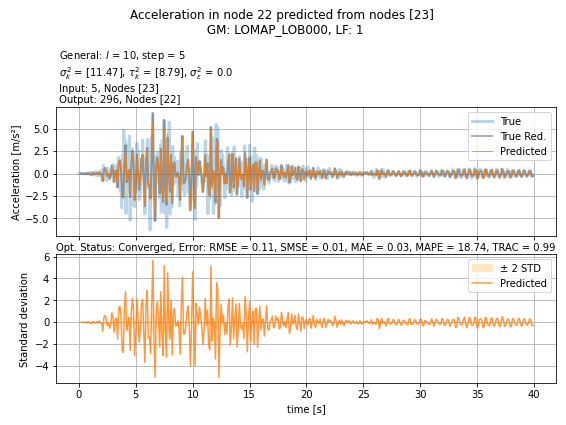 Acceleration in node 22 predicted from nodes [23]
GM: LOMAP_LOB000, LF: 1
General: l = 10, step = 5
σ²ₖ = [11.47], τ²ₖ = [8.79], σ²ε = 0.0
Input: 5, Nodes [23]
Output: 296, Nodes [22]
Acceleration [m/s²]
5.0
2.5
0.0
−2.5
−5.0
True
True Red.
Predicted
Opt. Status: Converged, Error: RMSE = 0.11, SMSE = 0.01, MAE = 0.03, MAPE = 18.74, TRAC = 0.99
Standard deviation
6
4
2
0
−2
−4
± 2 STD
Predicted
0 5 10 15 20 25 30 35 40
time [s]